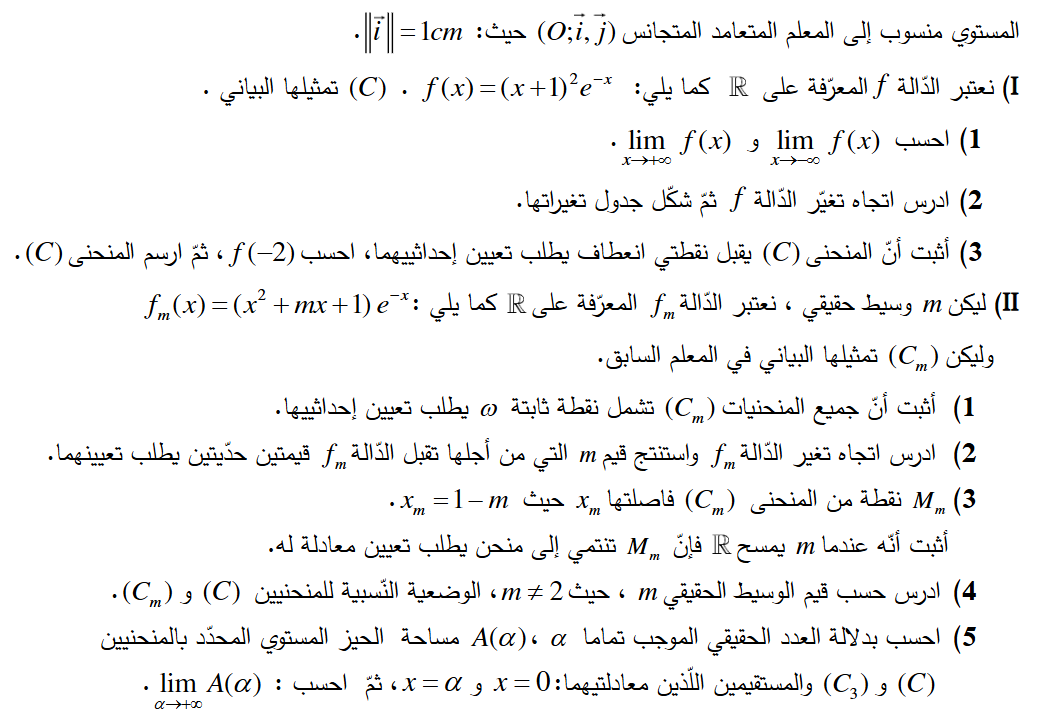 المستوي منسوب إلى المعلم المتعامد المتجانس $(O;\vec{i},\vec{j})$ حيث: $\left\|\vec{i}\right\|=1cm$ .
I) نعتبر الدّالة $f$ المعرّفة على $\mathbb{R}$ كما يلي: $f(x)=(x+1)^2e^{-x}$ . $(C)$ تمثيلها البياني .
1) احسب $\lim_{x\to-\infty} f(x)$ و $\lim_{x\to+\infty} f(x)$ .
2) ادرس اتجاه تغيّر الدّالة $f$ ثمّ شكّل جدول تغيراتها.
3) أثبت أنّ المنحنى $(C)$ يقبل نقطتي انعطاف يطلب تعيين إحداثييهما، احسب $f(-2)$ ، ثمّ ارسم المنحنى $(C)$.
II) ليكن $m$ وسيط حقيقي ، نعتبر الدّالة $f_m$ المعرّفة على $\mathbb{R}$ كما يلي : $f_m(x)=(x^2+mx+1)e^{-x}$
وليكن $(C_m)$ تمثيلها البياني في المعلم السابق.
1) أثبت أنّ جميع المنحنيات $(C_m)$ تشمل نقطة ثابتة $\omega$ يطلب تعيين إحداثييها.
2) ادرس اتجاه تغير الدّالة $f_m$ واستنتج قيم $m$ التي من أجلها تقبل الدّالة $f_m$ قيمتين حدّيتين يطلب تعيينهما.
3) $M_m$ نقطة من المنحنى $(C_m)$ فاصلتها $x_m$ حيث $x_m=1-m$ .
أثبت أنّه عندما $m$ يمسح $\mathbb{R}$ فإنّ $M_m$ تنتمي إلى منحن يطلب تعيين معادلة له.
4) ادرس حسب قيم الوسيط الحقيقي $m$ ، حيث $m\neq2$، الوضعية النّسبية للمنحنيين $(C)$ و $(C_m)$.
5) احسب بدلالة العدد الحقيقي الموجب تماما $\alpha$ ، $A(\alpha)$ مساحة الحيز المستوي المحدّد بالمنحنيين
$(C)$ و $(C_3)$ والمستقيمين اللّذين معادلتيهما: $x=0$ و $x=\alpha$ ، ثمّ احسب : $\lim_{\alpha\to+\infty} A(\alpha)$ .